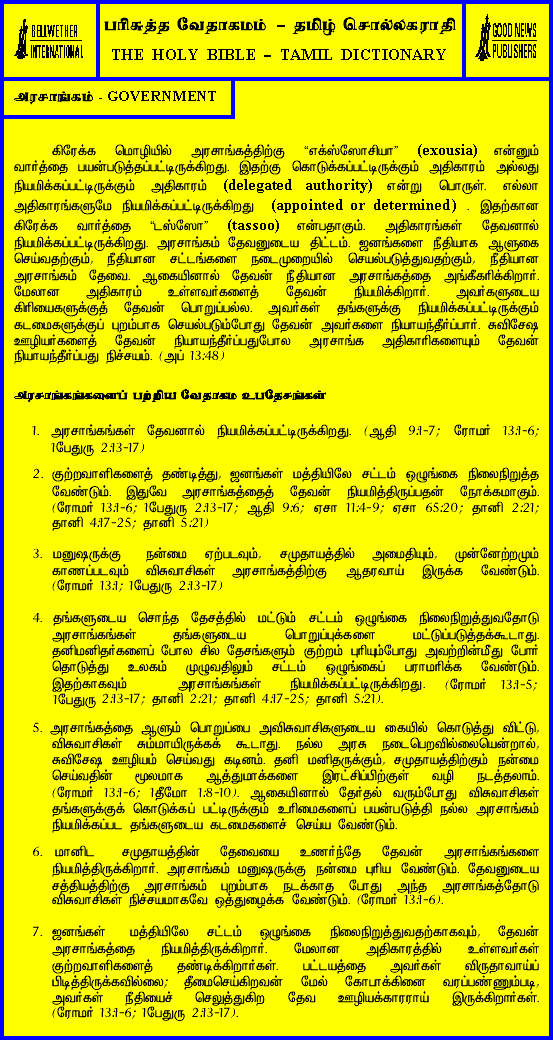 BELLWETHER
INTERNATIONAL
பரிசுத்த வேதாகமம் – தமிழ் சொல்லகராதி
THE HOLY BIBLE – TAMIL DICTIONARY
GOOD NEWS
PUBLISHERS
அரசாங்கம் - GOVERNMENT
கிரேக்க மொழியில் அரசாங்கத்திற்கு “எக்ஸ்ஸோசியா” (exousia) என்னும்
வார்த்தை பயன்படுத்தப்பட்டிருக்கிறது. இதற்கு கொடுக்கப்பட்டிருக்கும் அதிகாரம் அல்லது
நியமிக்கப்பட்டிருக்கும் அதிகாரம் (delegated authority) என்று பொருள். எல்லா
அதிகாரங்களுமே நியமிக்கப்பட்டிருக்கிறது (appointed or determined) . இதற்கான
கிரேக்க வார்த்தை “டஸ்ஸோ” (tassoo) என்பதாகும். அதிகாரங்கள் தேவனால்
நியமிக்கப்பட்டிருக்கிறது. அரசாங்கம் தேவனுடைய திட்டம். ஜனங்களை நீதியாக ஆளுகை
செய்வதற்கும், நீதியான சட்டங்களை நடைமுறையில் செயல்படுத்துவதற்கும், நீதியான
அரசாங்கம் தேவை. ஆகையினால் தேவன் நீதியான அரசாங்கத்தை அங்கீகரிக்கிறார்.
மேலான அதிகாரம் உள்ளவர்களைத் தேவன் நியமிக்கிறார். அவர்களுடைய
கிரியைகளுக்குத் தேவன் பொறுப்பல்ல. அவர்கள் தங்களுக்கு நியமிக்கப்பட்டிருக்கும்
கடமைகளுக்குப் புறம்பாக செயல்படும்போது தேவன் அவர்களை நியாயந்தீர்ப்பார். சுவிசேஷ
ஊழியர்களைத் தேவன் நியாயந்தீர்ப்பதுபோல அரசாங்க அதிகாரிகளையும் தேவன்
நியாயந்தீர்ப்பது நிச்சயம். (அப் 13:48)
அரசாங்கங்களைப் பற்றிய வேதாகம உபதேசங்கள்
1. அரசாங்கங்கள் தேவனால் நியமிக்கப்பட்டிருக்கிறது. (ஆதி 9:1-7; ரோமர் 13:1-6;
1பேதுரு 2:13-17)
2. குற்றவாளிகளைத் தண்டித்து, ஜனங்கள் மத்தியிலே சட்டம் ஒழுங்கை நிலைநிறுத்த
வேண்டும். இதுவே அரசாங்கத்தைத் தேவன் நியமித்திருப்பதன் நோக்கமாகும்.
(ரோமர் 13:1-6; 1பேதுரு 2:13-17; ஆதி 9:6; ஏசா 11:4-9; ஏசா 65:20; தானி 2:21;
தானி 4:17-25; தானி 5:21)
3. மனுஷருக்கு நன்மை ஏற்படவும், சமுதாயத்தில் அமைதியும், முன்னேற்றமும்
காணப்படவும் விசுவாசிகள் அரசாங்கத்திற்கு ஆதரவாய் இருக்க வேண்டும்.
(ரோமர் 13:1; 1பேதுரு 2:13-17)
4. தங்களுடைய சொந்த தேசத்தில் மட்டும் சட்டம் ஒழுங்கை நிலைநிறுத்துவதோடு
அரசாங்கங்கள் தங்களுடைய பொறுப்புக்களை மட்டுப்படுத்தக்கூடாது.
தனிமனிதர்களைப் போல சில தேசங்களும் குற்றம் புரியும்போது அவற்றின்மீது போர்
தொடுத்து உலகம் முழுவதிலும் சட்டம் ஒழுங்கைப் பராமரிக்க வேண்டும்.
இதற்காகவும் அரசாங்கங்கள் நியமிக்கப்பட்டிருக்கிறது. (ரோமர் 13:1-5;
1பேதுரு 2:13-17; தானி 2:21; தானி 4:17-25; தானி 5:21).
5. அரசாங்கத்தை ஆளும் பொறுப்பை அவிசுவாசிகளுடைய கையில் கொடுத்து விட்டு,
விசுவாசிகள் சும்மாயிருக்கக் கூடாது. நல்ல அரசு நடைபெறவில்லையென்றால்,
சுவிசேஷ ஊழியம் செய்வது கடினம். தனி மனிதருக்கும், சமுதாயத்திற்கும் நன்மை
செய்வதின் மூலமாக ஆத்துமாக்களை இரட்சிப்பிற்குள் வழி நடத்தலாம்.
(ரோமர் 13:1-6; 1தீமோ 1:8-10). ஆகையினால் தேர்தல் வரும்போது விசுவாசிகள்
தங்களுக்குக் கொடுக்கப் பட்டிருக்கும் உரிமைகளைப் பயன்படுத்தி நல்ல அரசாங்கம்
நியமிக்கப்பட தங்களுடைய கடமைகளைச் செய்ய வேண்டும்.
6. மானிட சமுதாயத்தின் தேவையை உணர்ந்தே தேவன் அரசாங்கங்களை
நியமித்திருக்கிறார். அரசாங்கம் மனுஷருக்கு நன்மை புரிய வேண்டும். தேவனுடைய
சத்தியத்திற்கு அரசாங்கம் புறம்பாக நடக்காத போது அந்த அரசாங்கத்தோடு
விசுவாசிகள் நிச்சயமாகவே ஒத்துழைக்க வேண்டும். (ரோமர் 13:1-6).
7. ஜனங்கள் மத்தியிலே சட்டம் ஒழுங்கை நிலைநிறுத்துவதற்காகவும், தேவன்
அரசாங்கத்தை நியமித்திருக்கிறார். மேலான அதிகாரத்தில் உள்ளவர்கள்
குற்றவாளிகளைத் தண்டிக்கிறார்கள். பட்டயத்தை அவர்கள் விருதாவாய்ப்
பிடித்திருக்கவில்லை; தீமைசெய்கிறவன் மேல் கோபாக்கினை வரப்பண்ணும்படி,
அவர்கள் நீதியைச் செலுத்துகிற தேவ ஊழியக்காரராய் இருக்கிறார்கள்.
(ரோமர் 13:1-6; 1பேதுரு 2:13-17).